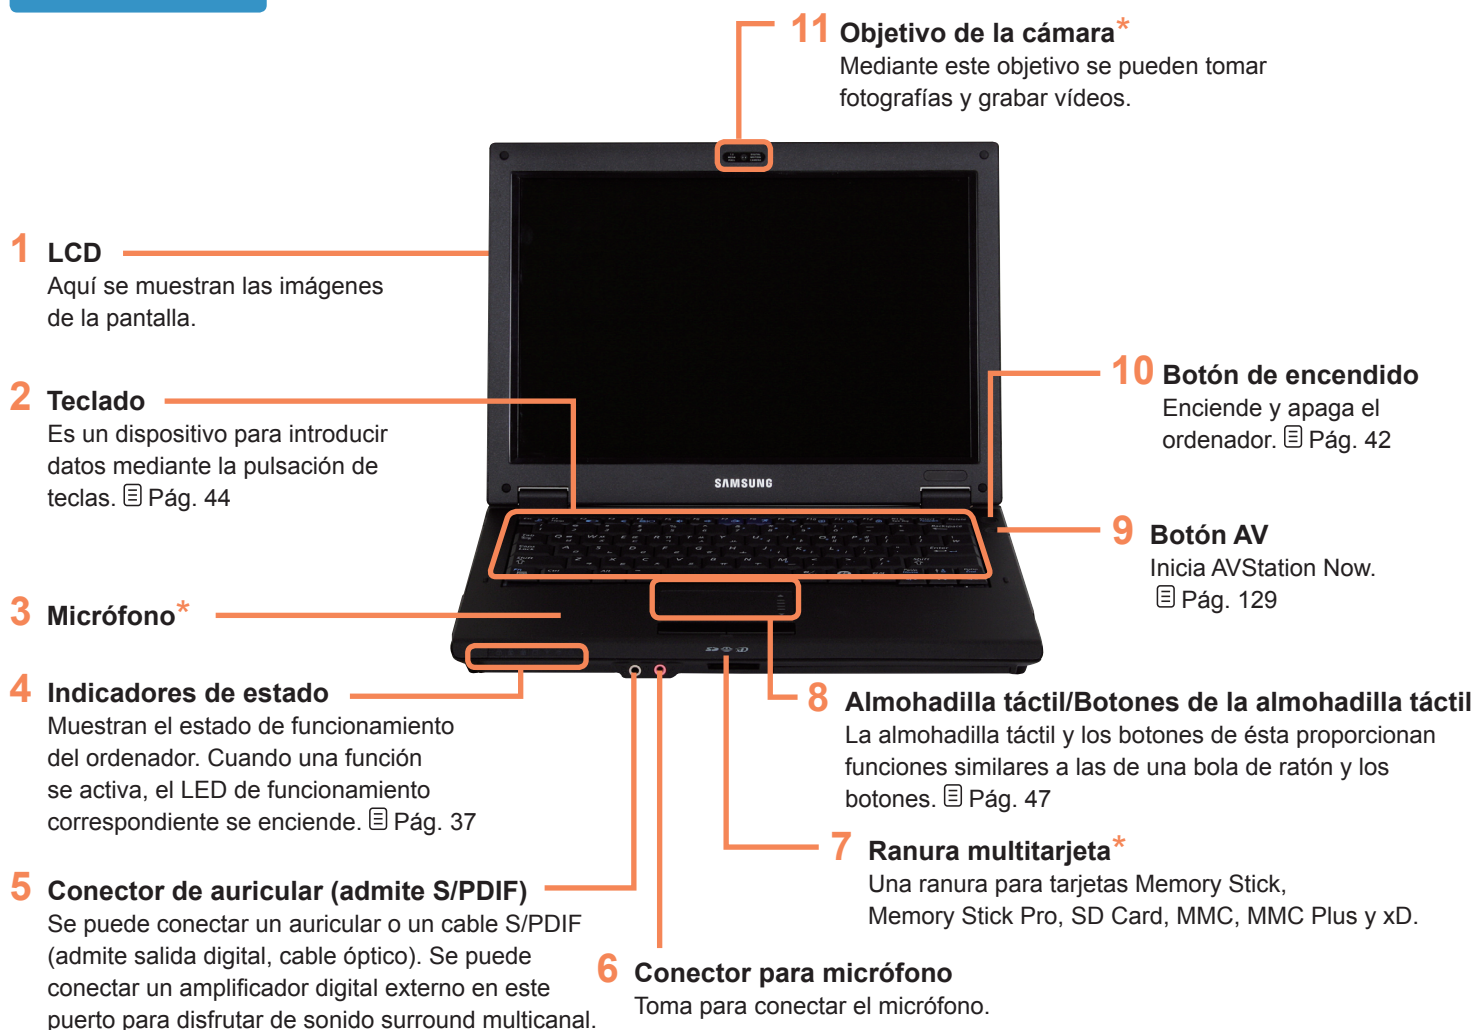 11 Objetivo de la cámara*
Mediante este objetivo se pueden tomar
fotografías y grabar vídeos.
1 LCD
Aquí se muestran las imágenes
de la pantalla.
2 Teclado
Es un dispositivo para introducir
datos mediante la pulsación de
teclas. Pág. 44
3 Micrófono*
4 Indicadores de estado
Muestran el estado de funcionamiento
del ordenador. Cuando una función
se activa, el LED de funcionamiento
correspondiente se enciende. Pág. 37
5 Conector de auricular (admite S/PDIF)
Se puede conectar un auricular o un cable S/PDIF
(admite salida digital, cable óptico). Se puede
conectar un amplificador digital externo en este
puerto para disfrutar de sonido surround multicanal.
6 Conector para micrófono
Toma para conectar el micrófono.
7 Ranura multitarjeta*
Una ranura para tarjetas Memory Stick,
Memory Stick Pro, SD Card, MMC, MMC Plus y xD.
8 Almohadilla táctil/Botones de la almohadilla táctil
La almohadilla táctil y los botones de ésta proporcionan
funciones similares a las de una bola de ratón y los
botones. Pág. 47
9 Botón AV
Inicia AVStation Now.
Pág. 129
10 Botón de encendido
Enciende y apaga el
ordenador. Pág. 42
SAMSUNG